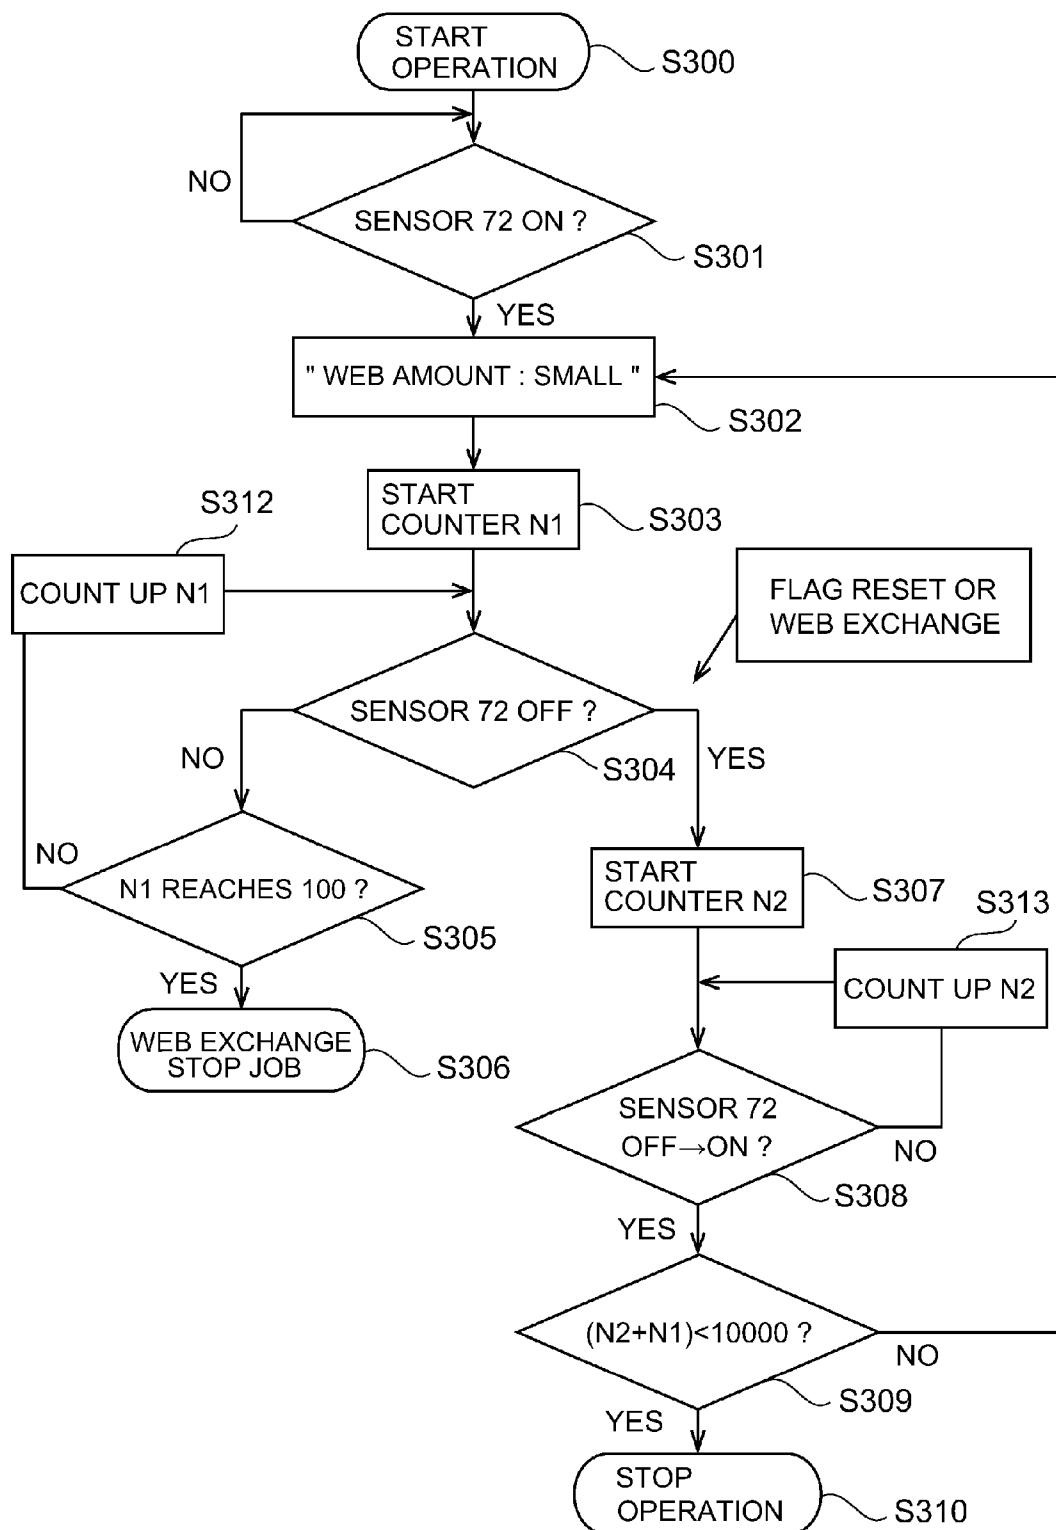 START
OPERATION
S300
NO
SENSOR 72 ON ?
S301
YES
" WEB AMOUNT : SMALL "
S302
S312
START
COUNTER N1
S303
COUNT UP N1
FLAG RESET OR
WEB EXCHANGE
SENSOR 72 OFF ?
NO
S304
YES
NO
N1 REACHES 100 ?
S305
START
COUNTER N2
S307
S313
YES
COUNT UP N2
WEB EXCHANGE
STOP JOB
S306
SENSOR 72
OFF→ON ?
NO
S308
YES
(N2+N1)<10000 ?
NO
S309
YES
STOP
OPERATION
S310